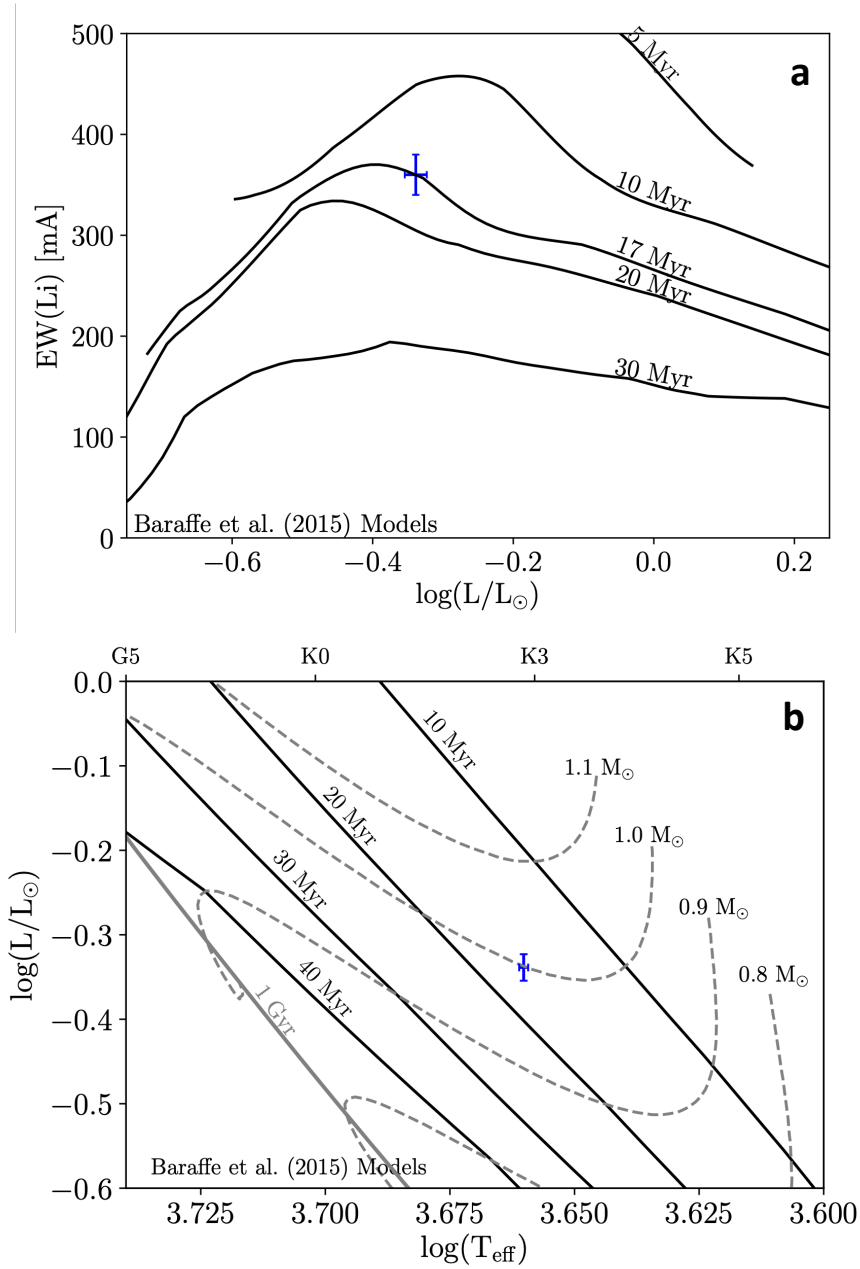 a
500
400
300
200
100
0
EW(Li) [mA]
5 Myr
10 Myr
17 Myr
20 Myr
30 Myr
Baraffe et al. (2015) Models
−0.6 −0.4 −0.2 0.0 0.2
log(L/L☉)
G5 K0 K3 K5
b
0.0
−0.1
−0.2
−0.3
−0.4
−0.5
−0.6
log(L/L☉)
10 Myr
20 Myr
30 Myr
40 Myr
1 Gyr
1.1 M☉
1.0 M☉
0.9 M☉
0.8 M☉
Baraffe et al. (2015) Models
3.725 3.700 3.675 3.650 3.625 3.600
log(Teff)